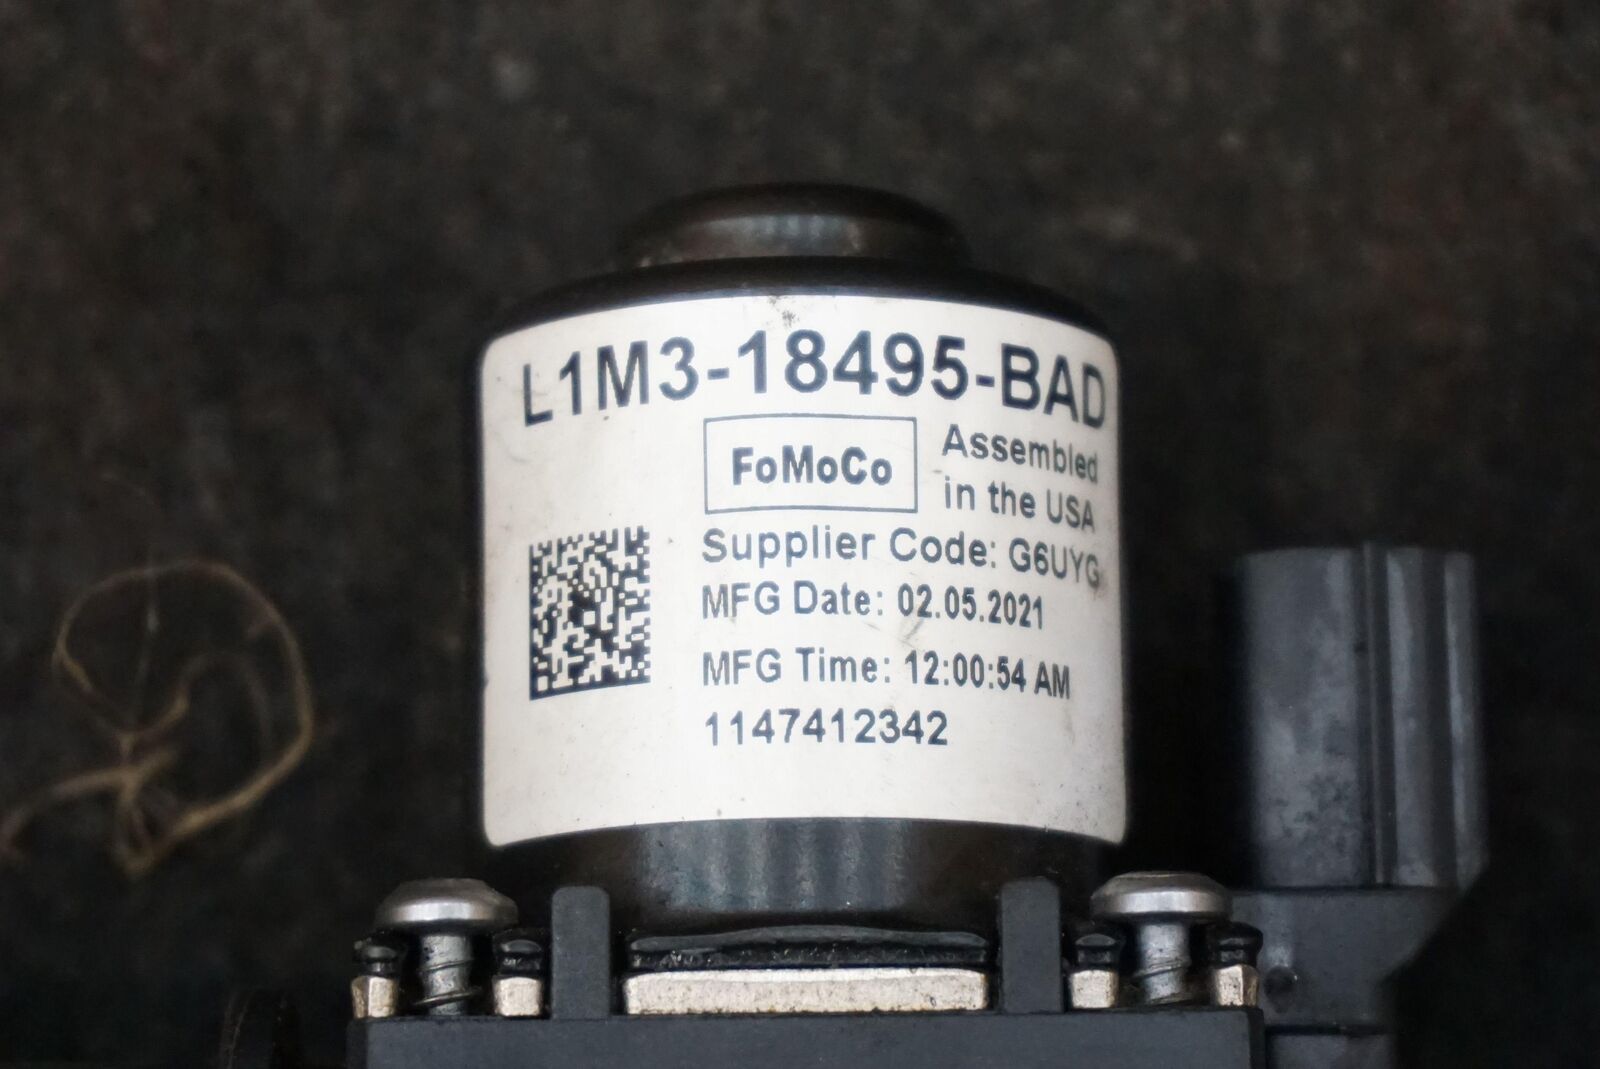 L1M3-18495-BAD
FoMoCo
Assembled
in the USA
Supplier Code: G6UYG
MFG Date: 02.05.2021
MFG Time: 12:00:54 AM
1147412342